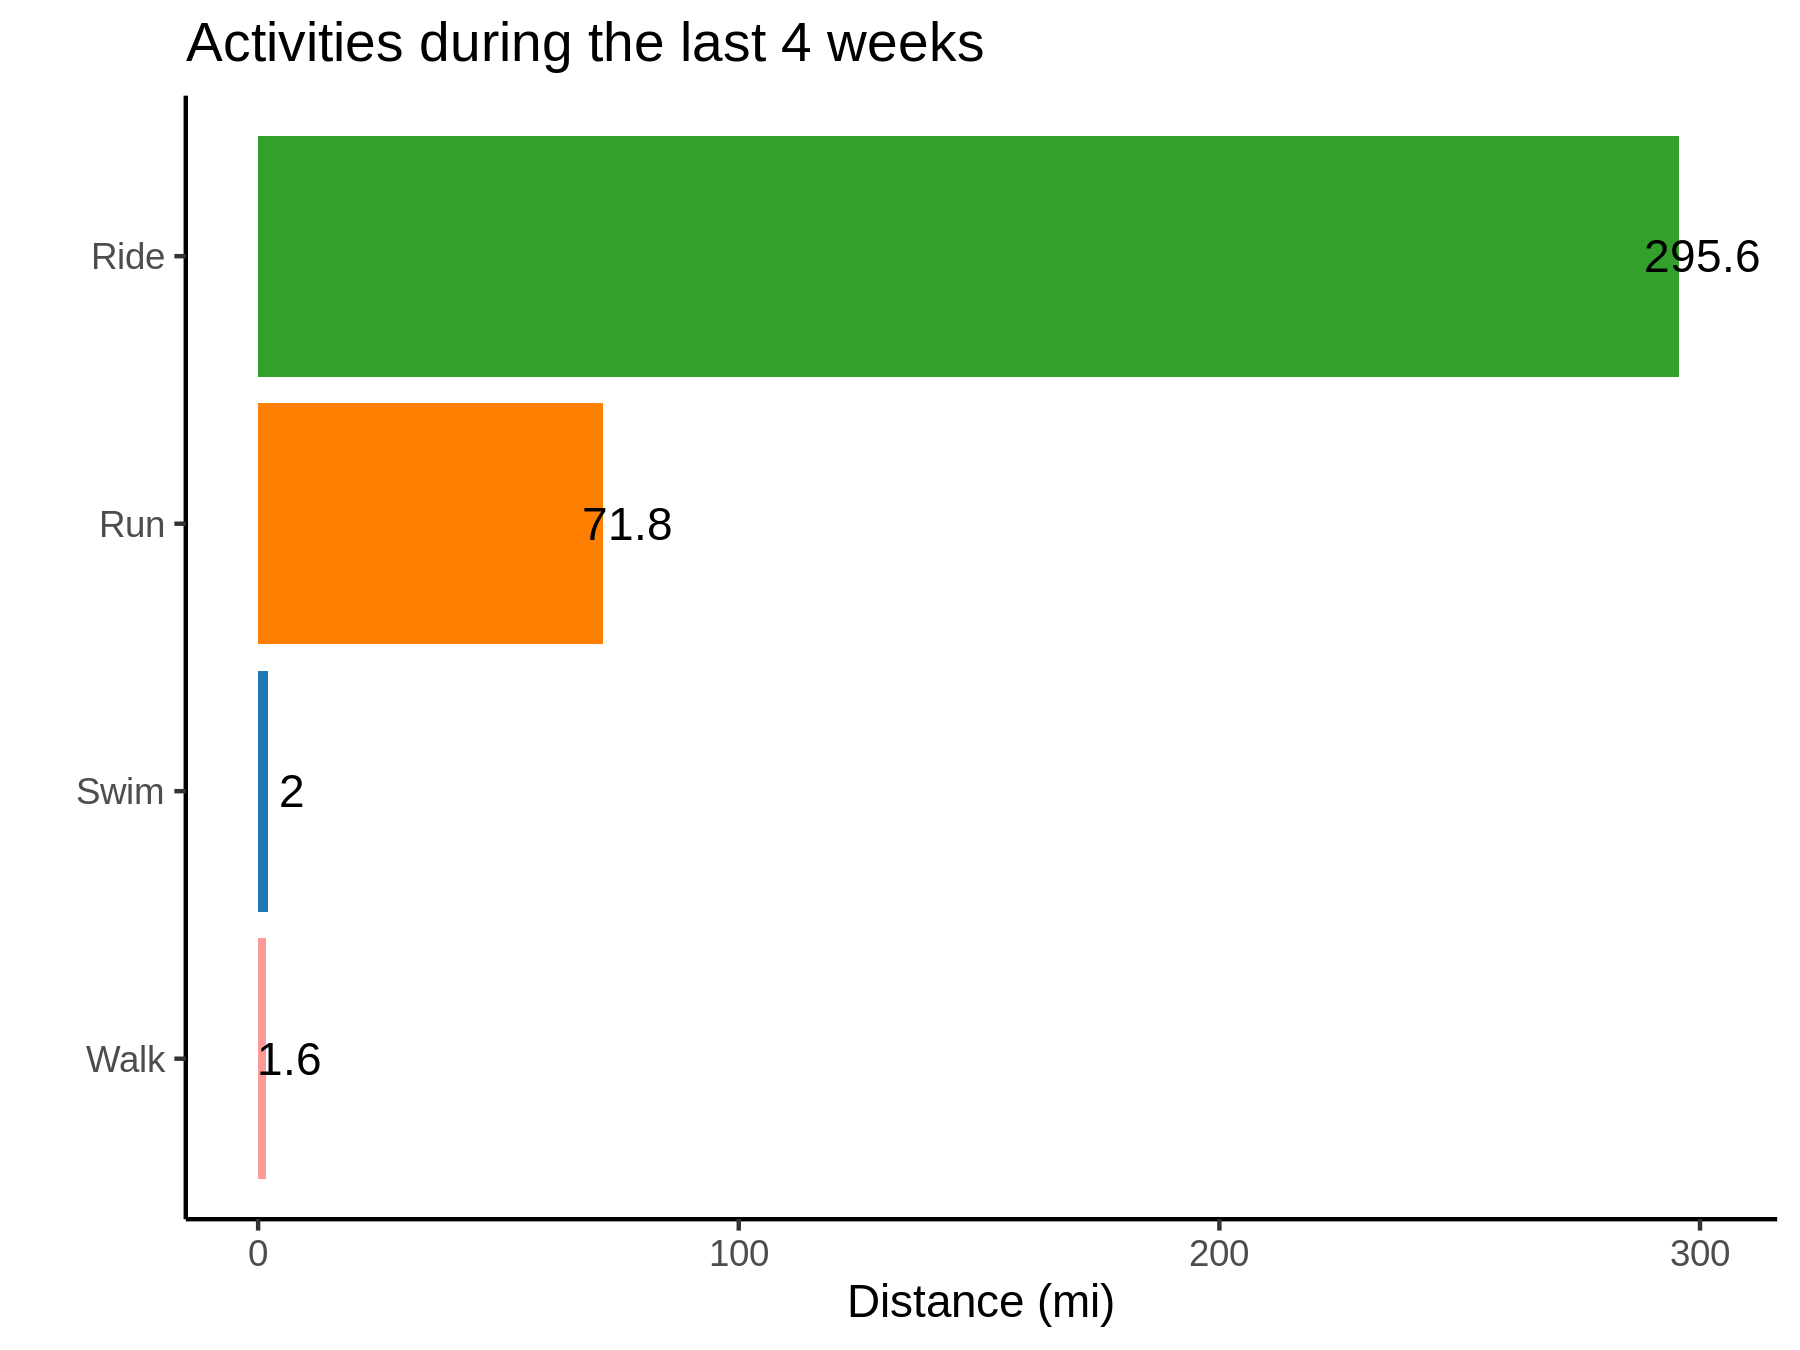 Activities during the last 4 weeks
Ride
295.6
Run
71.8
Swim
2
Walk
1.6
0 100 200 300
Distance (mi)